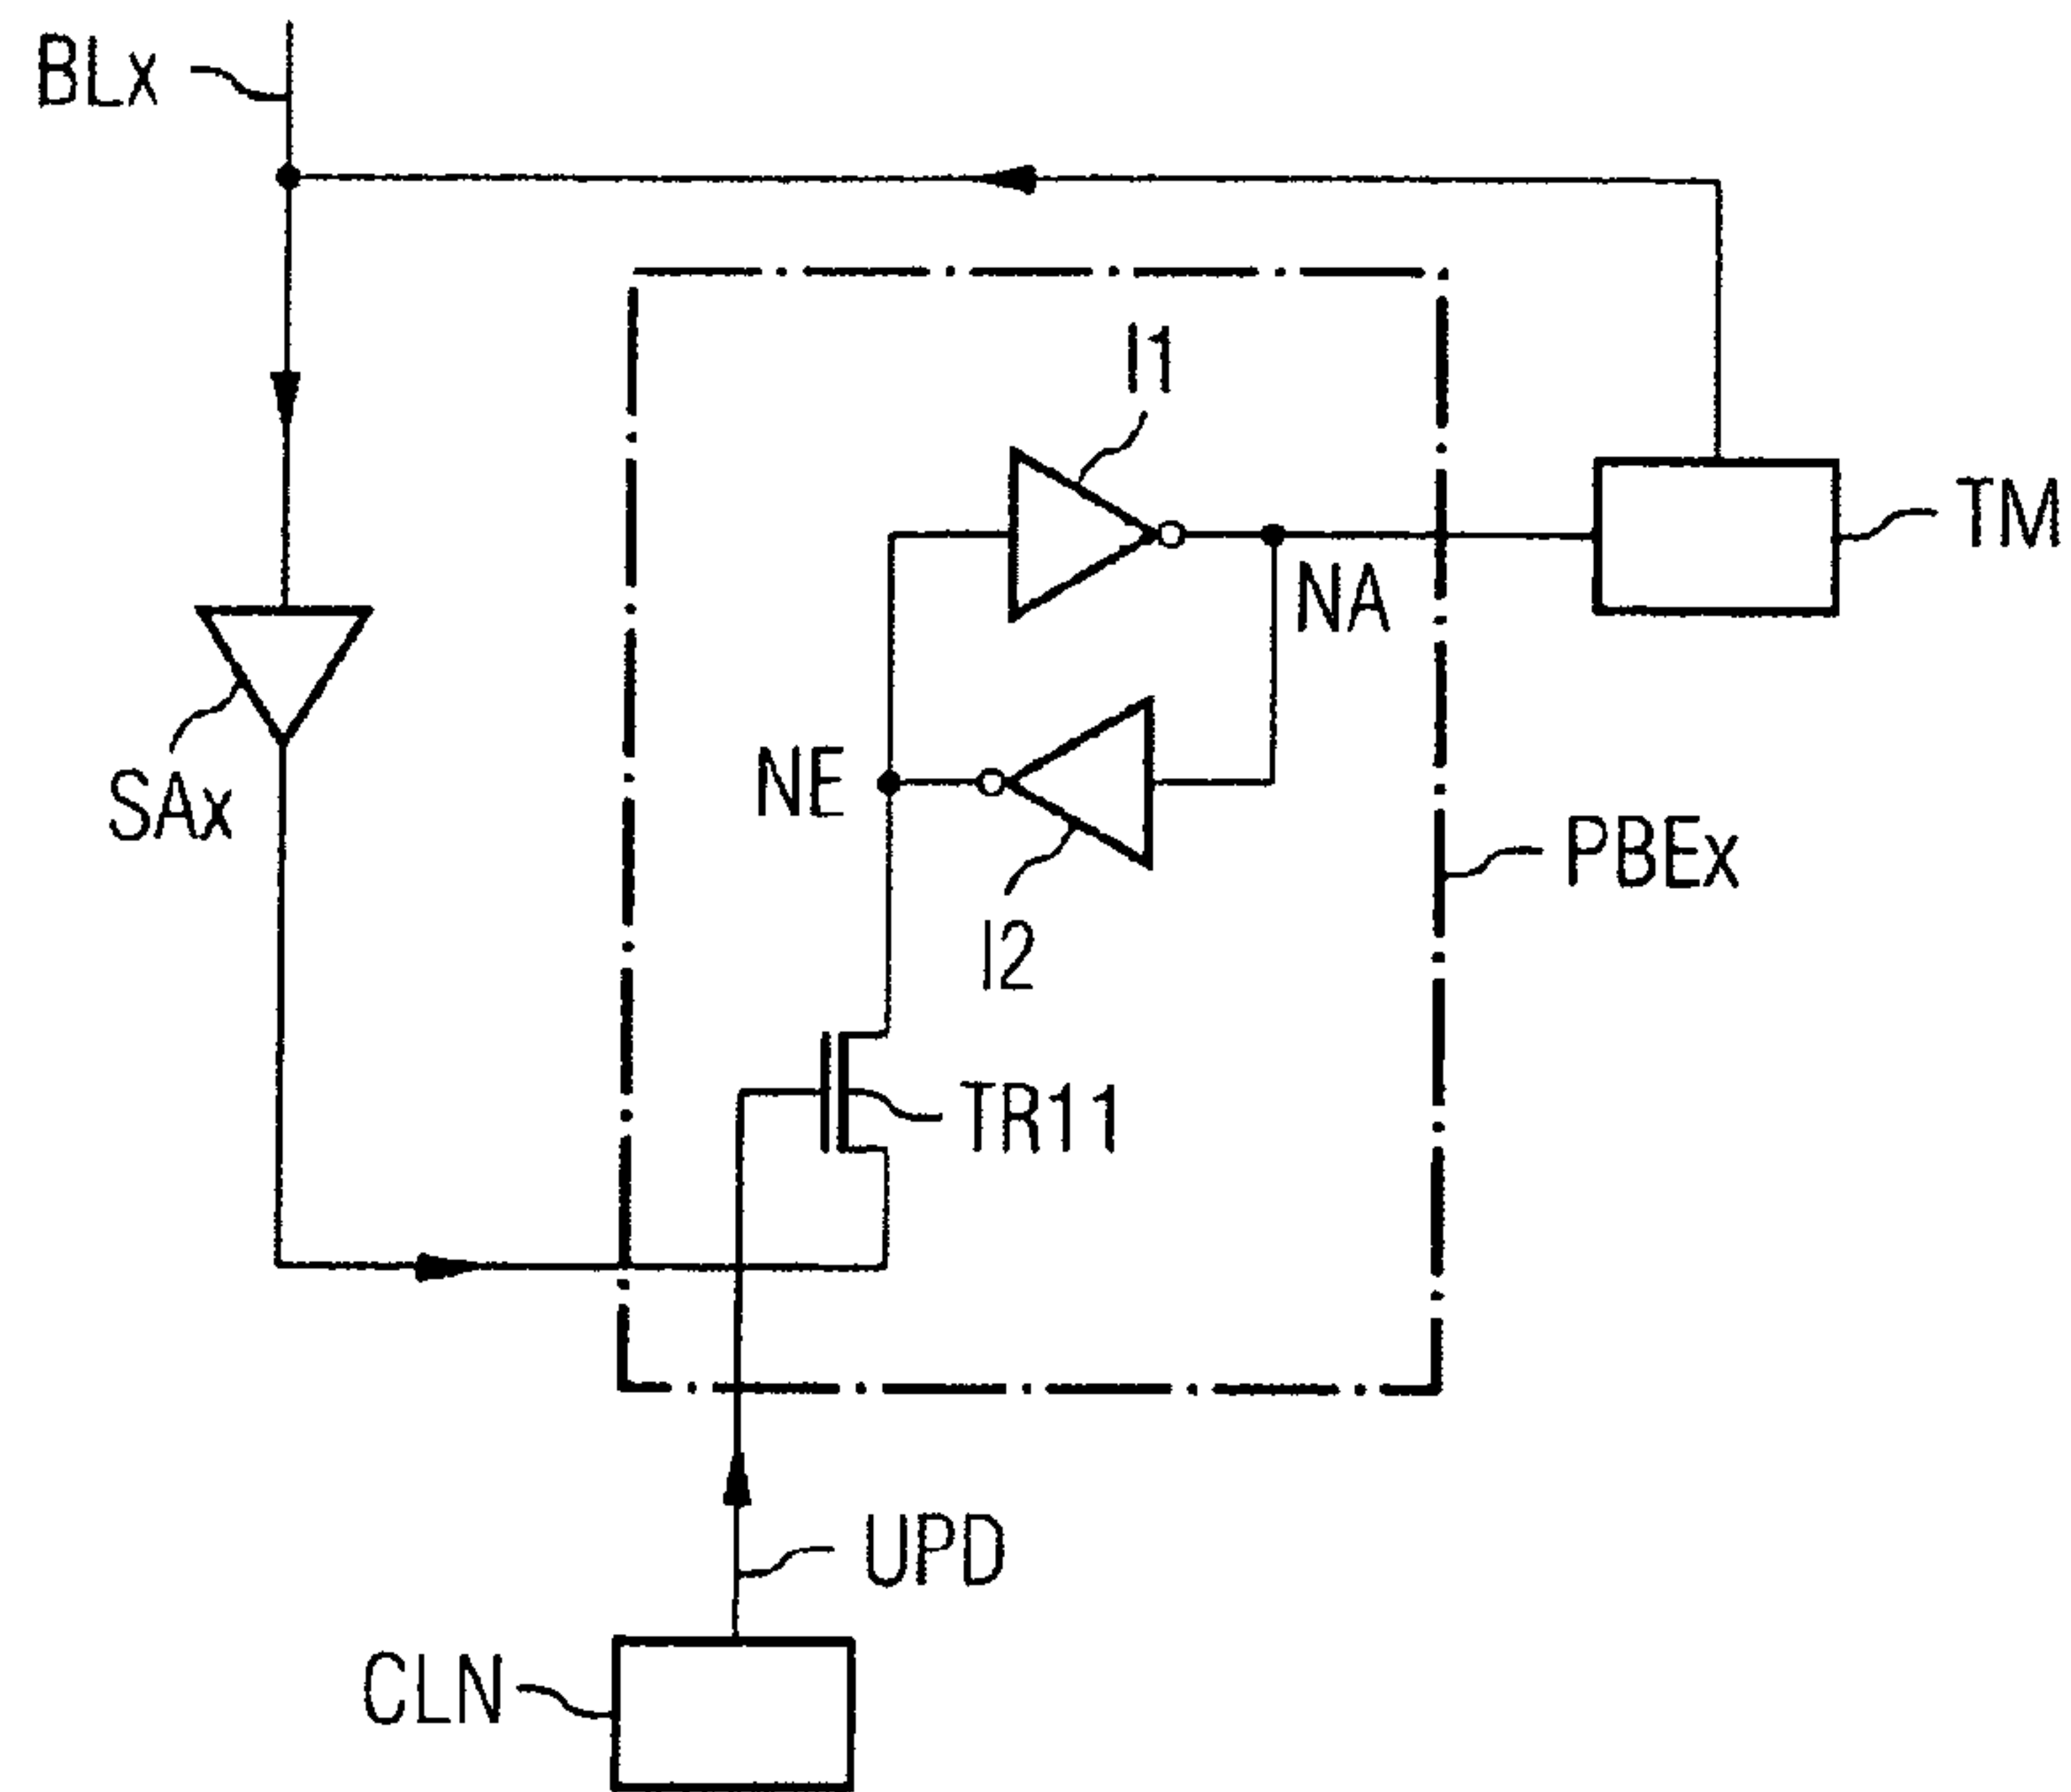 BLx
I1
TM
NA
NE
SAx
PBEx
I2
TR11
UPD
CLN